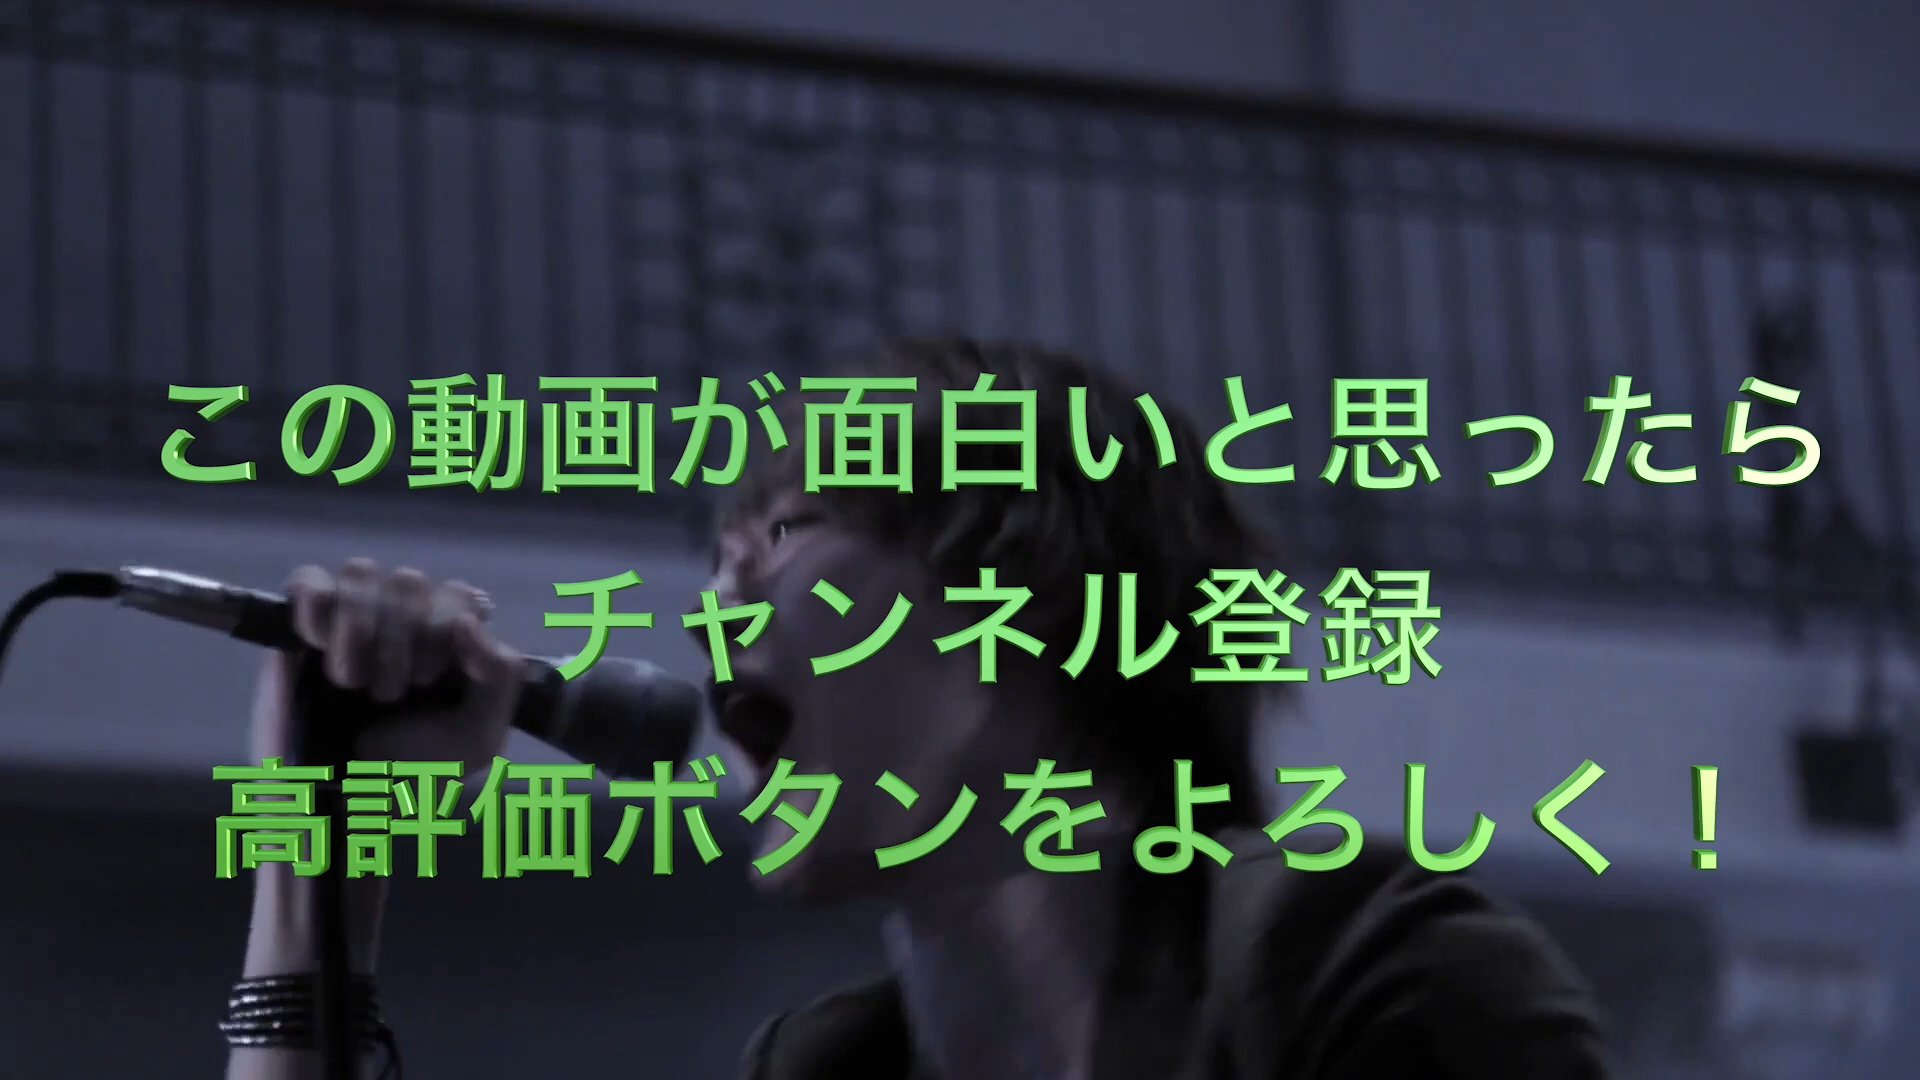 この動画が面白いと思ったら
チャンネル登録
高評価ボタンをよろしく！